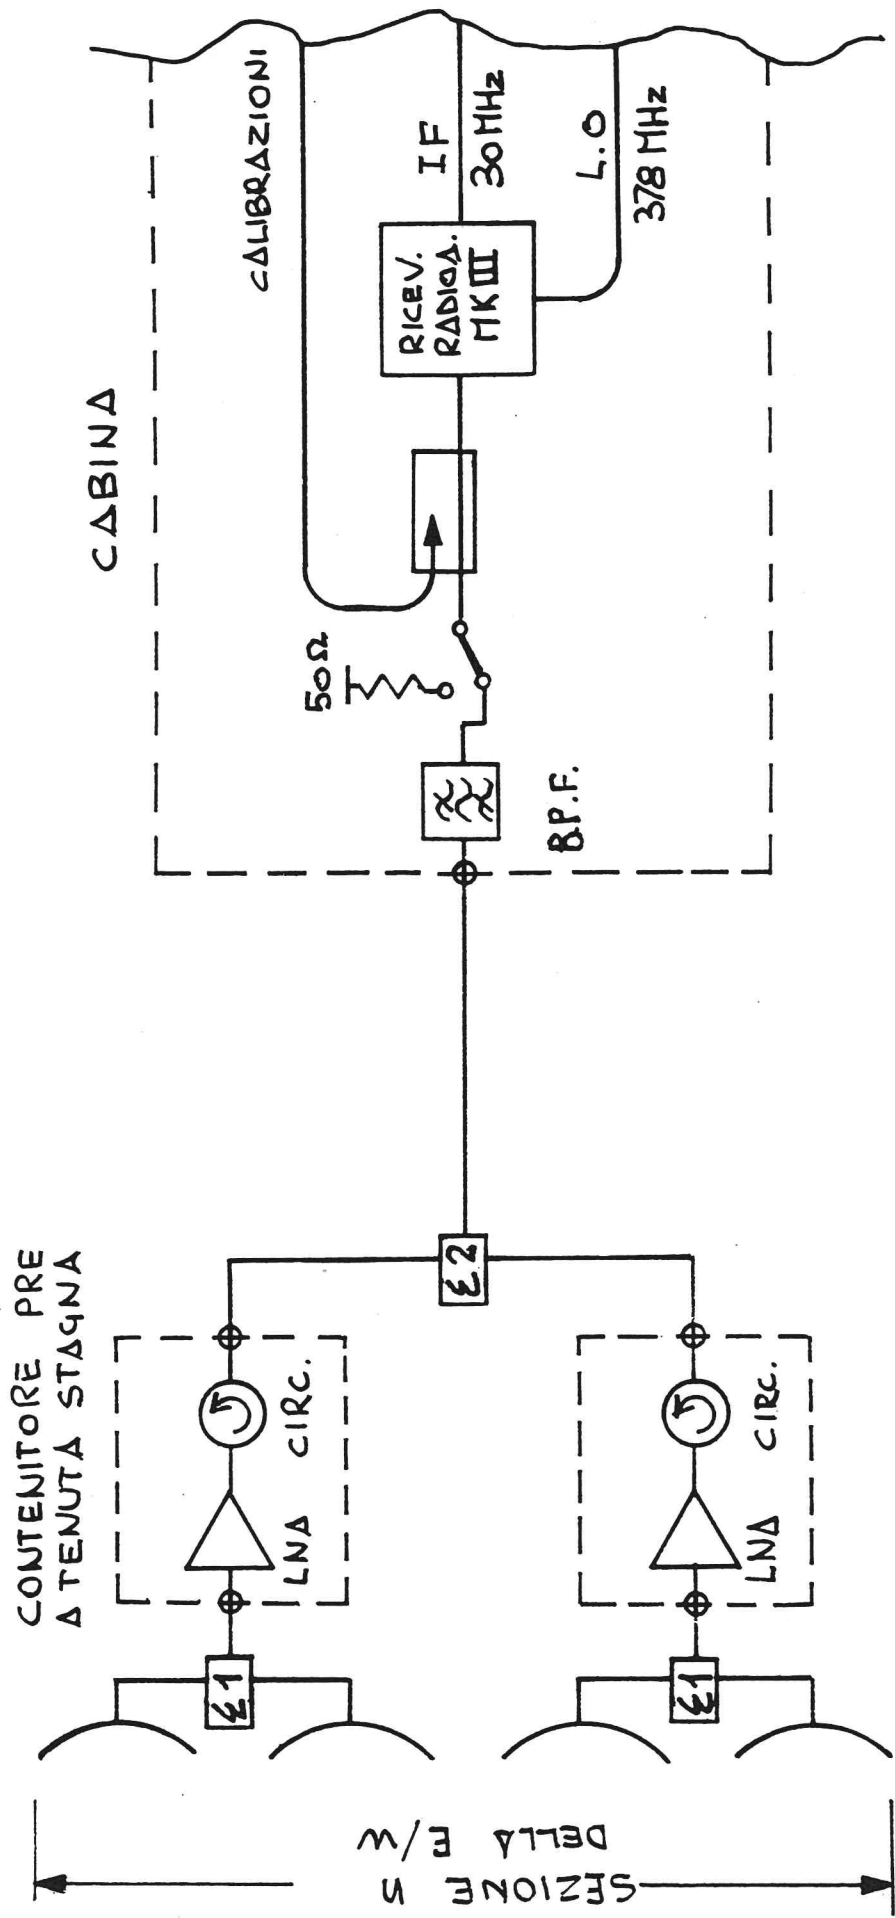 SEZIONE n
DELLA E/W
CONTENITORE PRE
A TENUTA STAGNA
Σ1
LNA
CIRC.
Σ1
LNA
CIRC.
Σ2
CABINA
B.P.F.
50Ω
CALIBRAZIONI
RICEV.
RADIOA.
MK III
IF
30 MHz
L.O
378 MHz